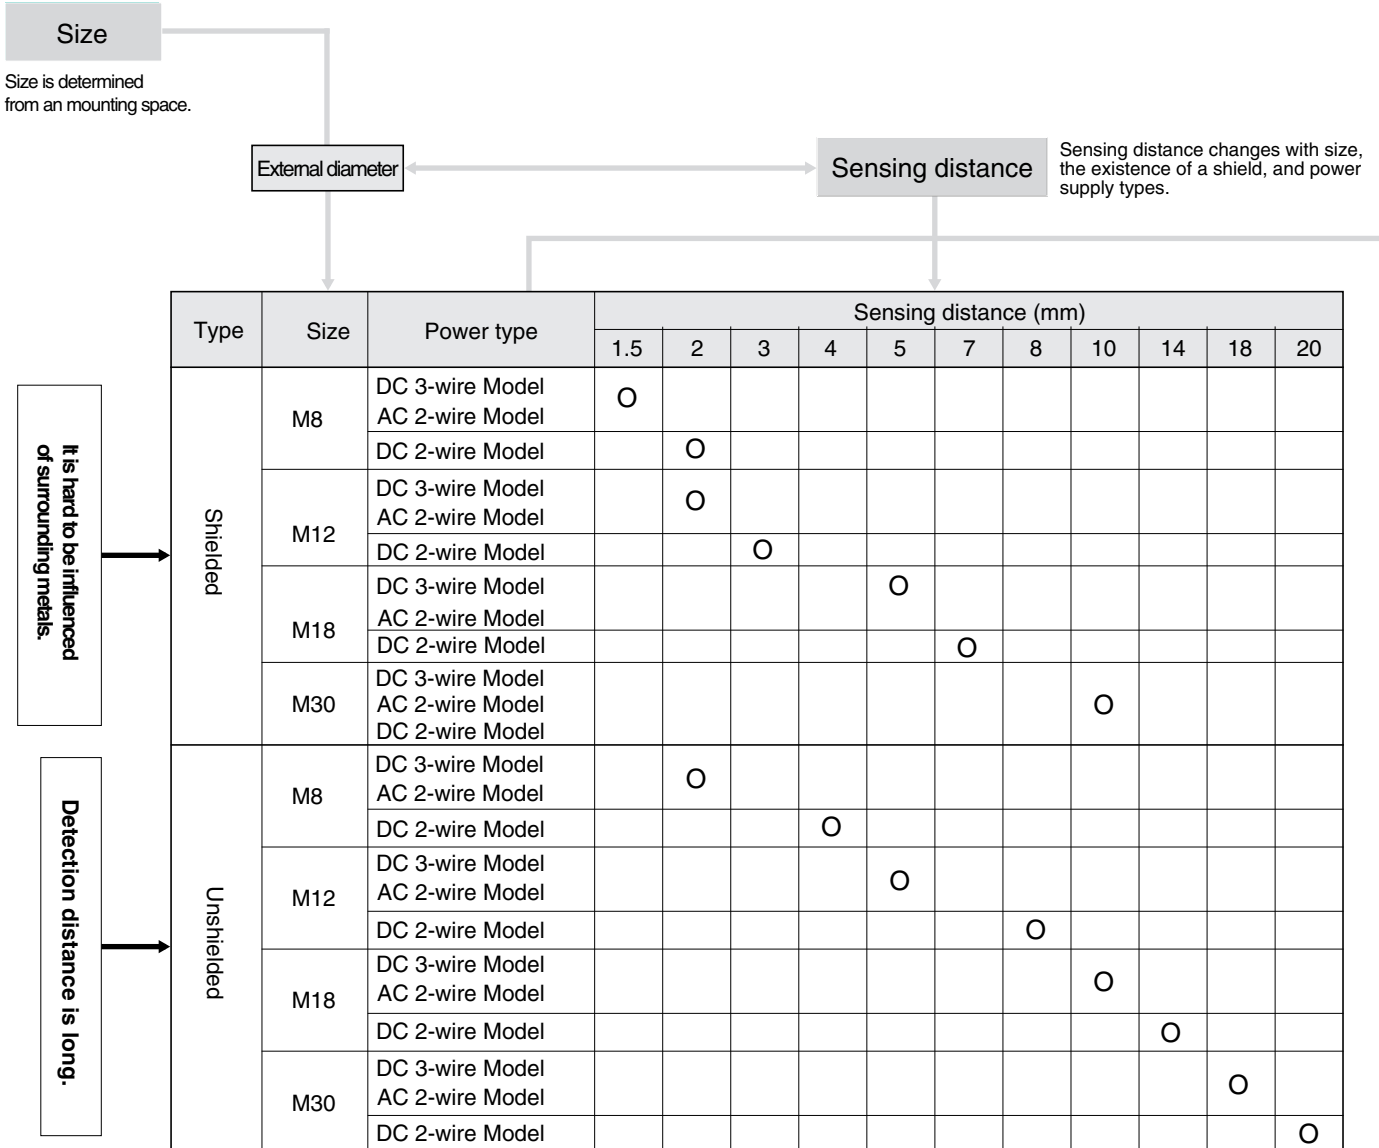 Size
Size is determined
from an mounting space.
External diameter
Sensing distance
Sensing distance changes with size,
the existence of a shield, and power
supply types.
Type Size Power type Sensing distance (mm)
1.5 2 3 4 5 7 8 10 14 18 20
It is hard to be influenced
of surrounding metals.
Shielded
M8
DC 3-wire Model
AC 2-wire Model
O
DC 2-wire Model O
M12
DC 3-wire Model
AC 2-wire Model
O
DC 2-wire Model O
M18
DC 3-wire Model O
AC 2-wire Model
DC 2-wire Model O
M30
DC 3-wire Model
AC 2-wire Model O
DC 2-wire Model
Detection distance is long.
Unshielded
M8
DC 3-wire Model
AC 2-wire Model
O
DC 2-wire Model O
M12
DC 3-wire Model
AC 2-wire Model
O
DC 2-wire Model O
M18
DC 3-wire Model
AC 2-wire Model
O
DC 2-wire Model O
M30
DC 3-wire Model
AC 2-wire Model
O
DC 2-wire Model O